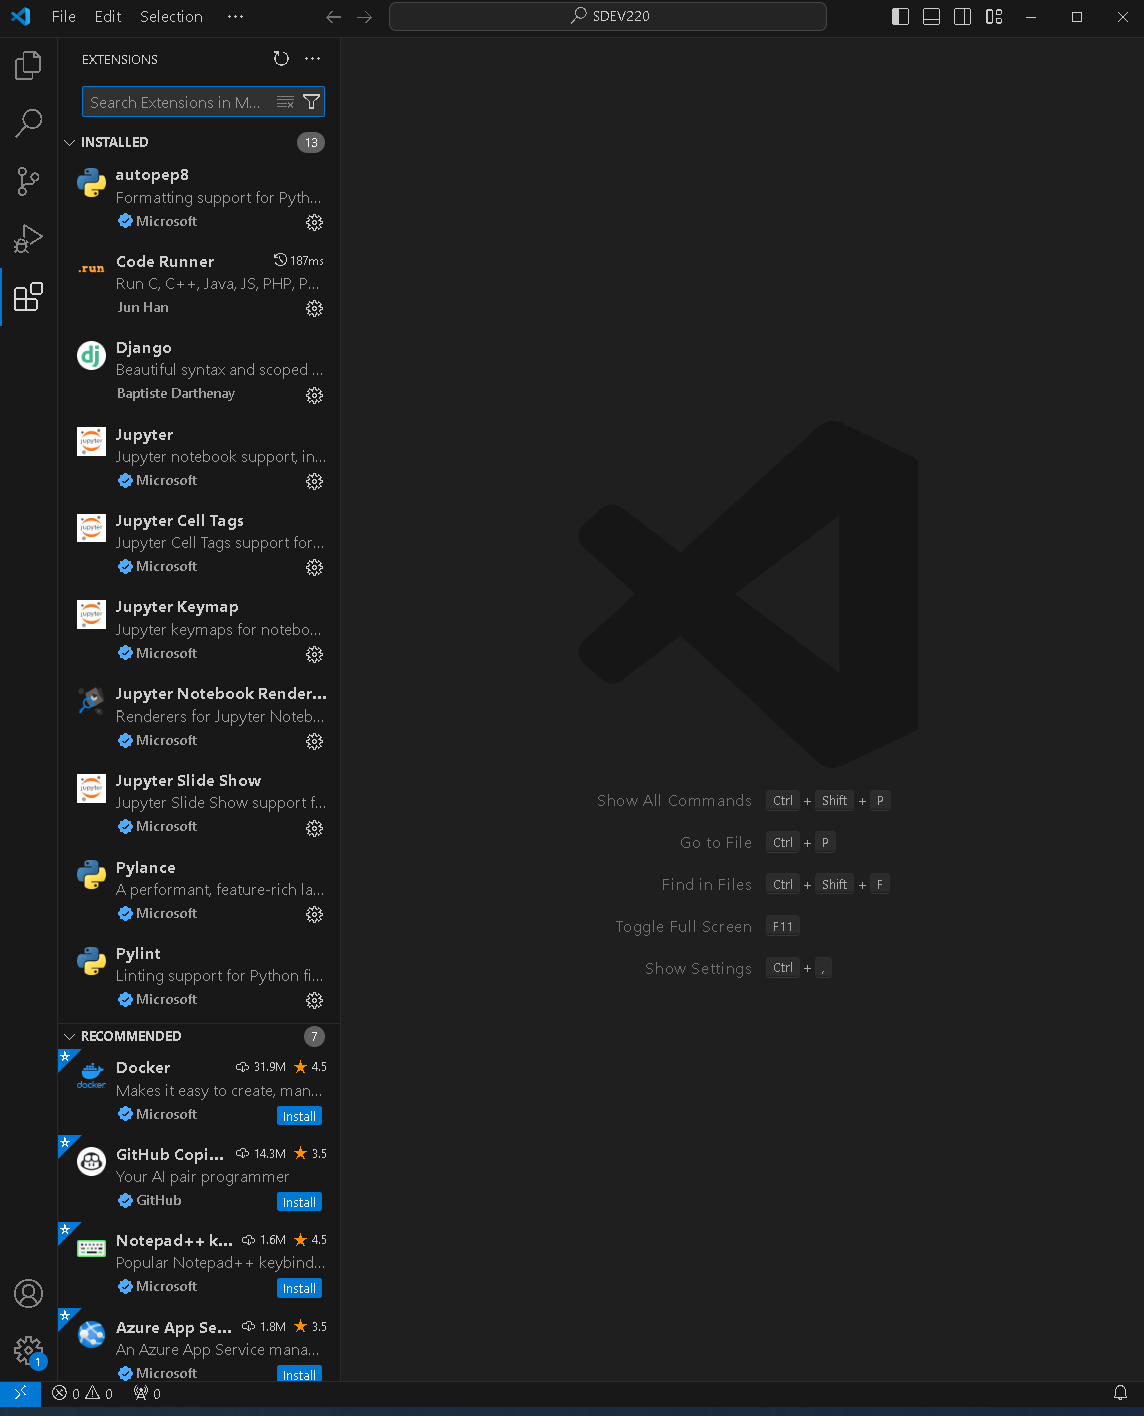 File Edit Selection ··· SDEV220
EXTENSIONS
Search Extensions in M...
INSTALLED 13
autopep8
Formatting support for Pyth...
Microsoft
.run
Code Runner 187ms
Run C, C++, Java, JS, PHP, P...
Jun Han
dj
Django
Beautiful syntax and scoped ...
Baptiste Darthenay
jupyter
Jupyter
Jupyter notebook support, in...
Microsoft
jupyter
Jupyter Cell Tags
Jupyter Cell Tags support for...
Microsoft
jupyter
Jupyter Keymap
Jupyter keymaps for notebo...
Microsoft
Jupyter Notebook Render...
Renderers for Jupyter Noteb...
Microsoft
jupyter
Jupyter Slide Show
Jupyter Slide Show support f...
Microsoft
Pylance
A performant, feature-rich la...
Microsoft
Pylint
Linting support for Python fi...
Microsoft
RECOMMENDED 7
docker
Docker 31.9M 4.5
Makes it easy to create, man...
Microsoft Install
GitHub Copi... 14.3M 3.5
Your AI pair programmer
GitHub Install
Notepad++ k... 1.6M 4.5
Popular Notepad++ keybind...
Microsoft Install
Azure App Se... 1.8M 3.5
An Azure App Service mana...
Microsoft Install
1
0 0 0
Show All Commands Ctrl + Shift + P
Go to File Ctrl + P
Find in Files Ctrl + Shift + F
Toggle Full Screen F11
Show Settings Ctrl + ,